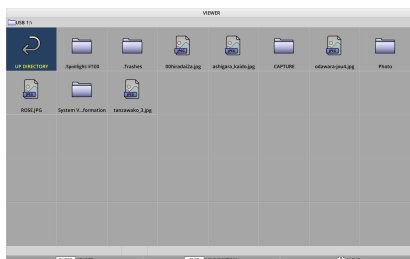 VIEWER
USB 1:\
UP DIRECTORY
.Spotlight-V100
.Trashes
00hiradaiza.jpg
ashigara_kaido.jpg
CAPTURE
odawara-jou4.jpg
Photo
ROSE.JPG
System V...formation
tanzawako_3.jpg